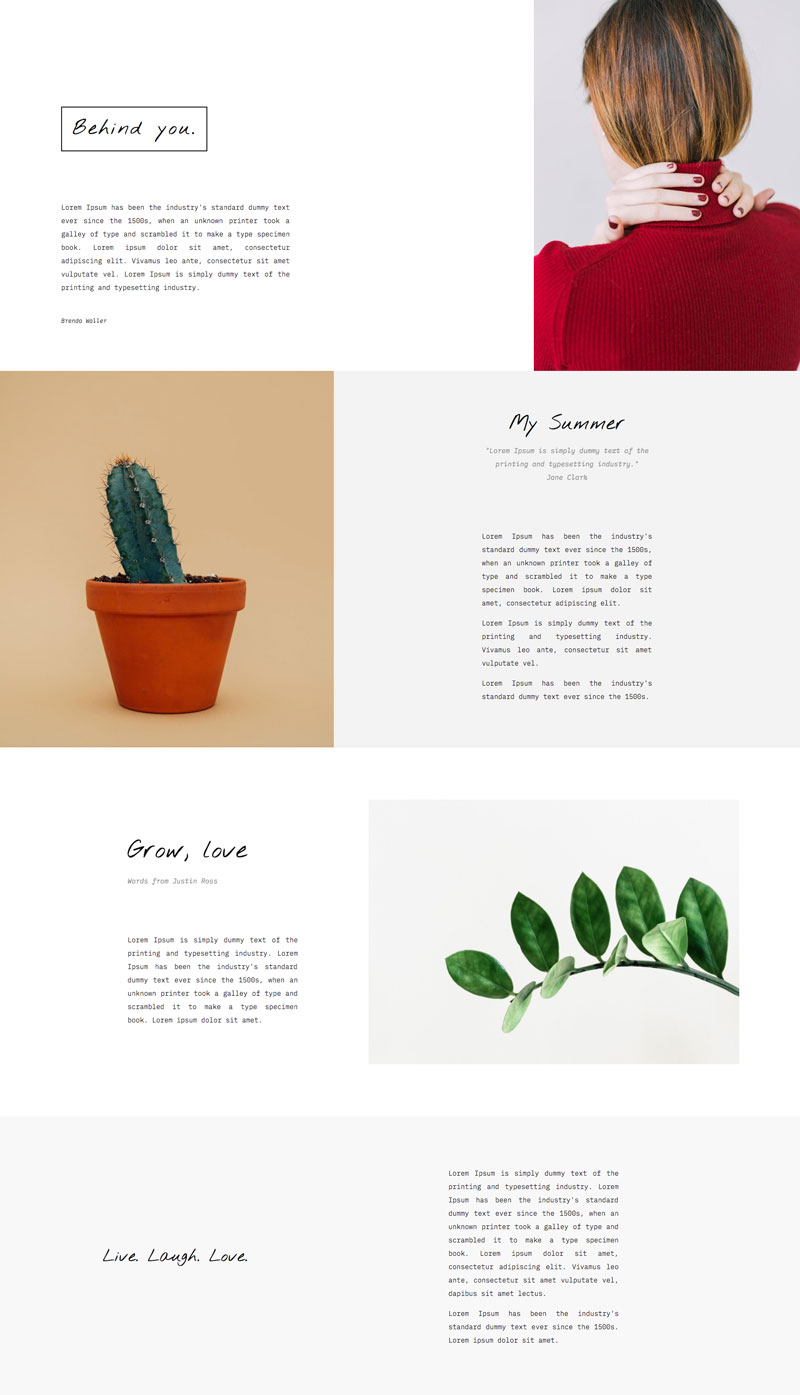 Behind you.
Lorem Ipsum has been the industry's standard dummy text
ever since the 1500s, when an unknown printer took a
galley of type and scrambled it to make a type specimen
book. Lorem ipsum dolor sit amet, consectetur
adipiscing elit. Vivamus leo ante, consectetur sit amet
vulputate vel. Lorem Ipsum is simply dummy text of the
printing and typesetting industry.
Brenda Waller
My Summer
"Lorem Ipsum is simply dummy text of the
printing and typesetting industry."
Jane Clark
Lorem Ipsum has been the industry's
standard dummy text ever since the 1500s,
when an unknown printer took a galley of
type and scrambled it to make a type
specimen book. Lorem ipsum dolor sit
amet, consectetur adipiscing elit.
Lorem Ipsum is simply dummy text of the
printing and typesetting industry.
Vivamus leo ante, consectetur sit amet
vulputate vel.
Lorem Ipsum has been the industry's
standard dummy text ever since the 1500s.
Grow, love
Words from Justin Ross
Lorem Ipsum is simply dummy text of the
printing and typesetting industry. Lorem
Ipsum has been the industry's standard
dummy text ever since the 1500s, when an
unknown printer took a galley of type and
scrambled it to make a type specimen
book. Lorem ipsum dolor sit amet.
Live. Laugh. Love.
Lorem Ipsum is simply dummy text of the
printing and typesetting industry. Lorem
Ipsum has been the industry's standard
dummy text ever since the 1500s, when an
unknown printer took a galley of type and
scrambled it to make a type specimen
book. Lorem ipsum dolor sit amet,
consectetur adipiscing elit. Vivamus leo
ante, consectetur sit amet vulputate vel,
dapibus sit amet lectus.
Lorem Ipsum has been the industry's
standard dummy text ever since the 1500s.
Lorem ipsum dolor sit amet.